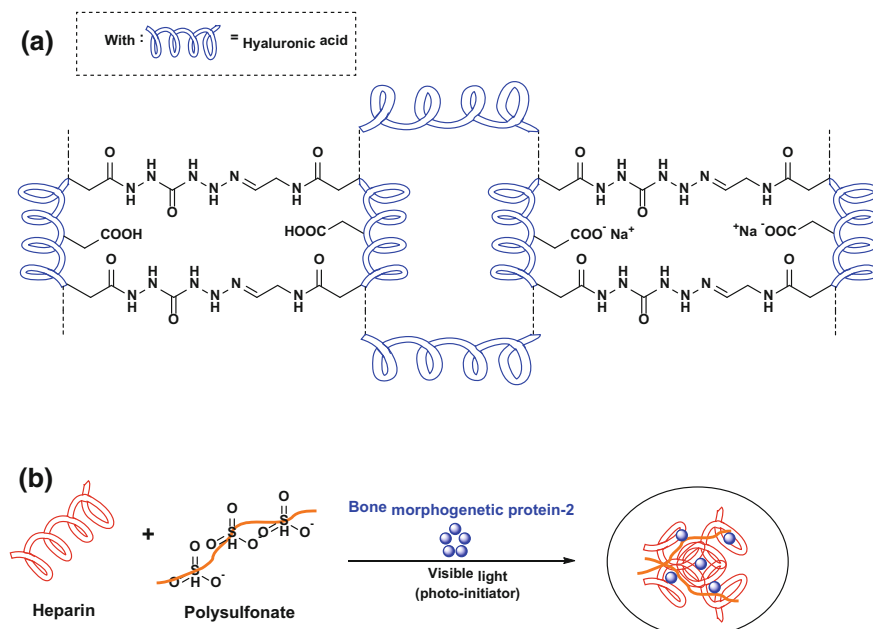 (a)
With : = Hyaluronic acid
O O O O
H H H H
N N N N
N N N N
H H H H
O O
COOH HOOC COO⁻ Na⁺ ⁺Na ⁻OOC
O O O O
H H H H
N N N N N N
N N N N N N
H H H H H H
O O
(b)
Bone morphogenetic protein-2
+
O O O
O S O⁻ O S O⁻ O S O⁻
H H H
Visible light
(photo-initiator)
Heparin Polysulfonate